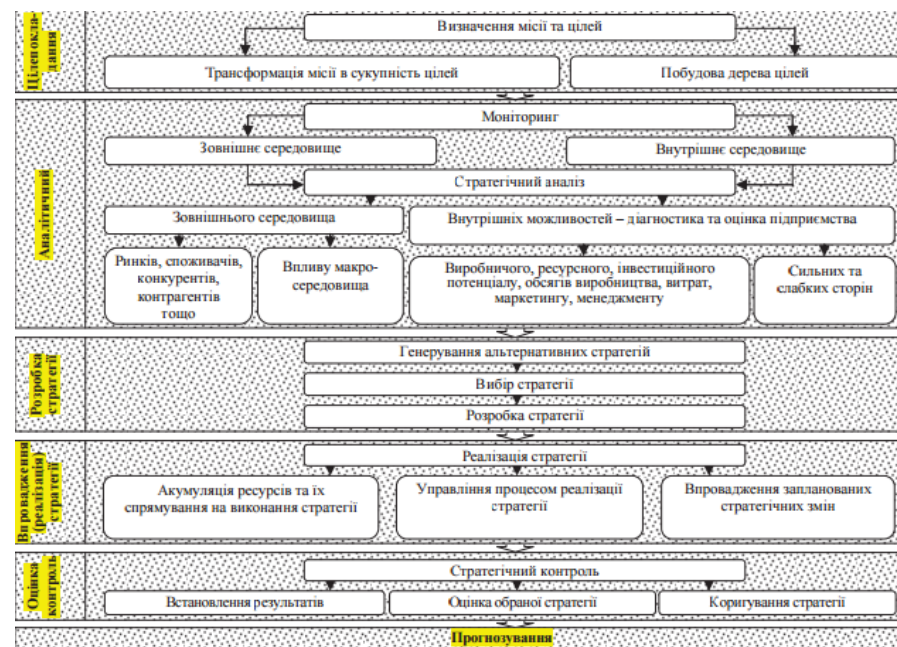 Цілепокла-
дання
Визначення місії та цілей
Трансформація місії в сукупність цілей
Побудова дерева цілей
Аналітичний
Моніторинг
Зовнішнє середовище
Внутрішнє середовище
Стратегічний аналіз
Зовнішнього середовища
Внутрішніх можливостей – діагностика та оцінка підприємства
Ринків, споживачів,
конкурентів,
контрагентів
тощо
Впливу макро-
середовища
Виробничого, ресурсного, інвестиційного
потенціалу, обсягів виробництва, витрат,
маркетингу, менеджменту
Сильних та
слабких сторін
Розробка
стратегії
Генерування альтернативних стратегій
Вибір стратегії
Розробка стратегії
Впровадження
(реалізація)
стратегії
Реалізація стратегії
Акумуляція ресурсів та їх
спрямування на виконання стратегії
Управління процесом реалізації
стратегії
Впровадження запланованих
стратегічних змін
Оцінка
контроль
Стратегічний контроль
Встановлення результатів
Оцінка обраної стратегії
Коригування стратегії
Прогнозування